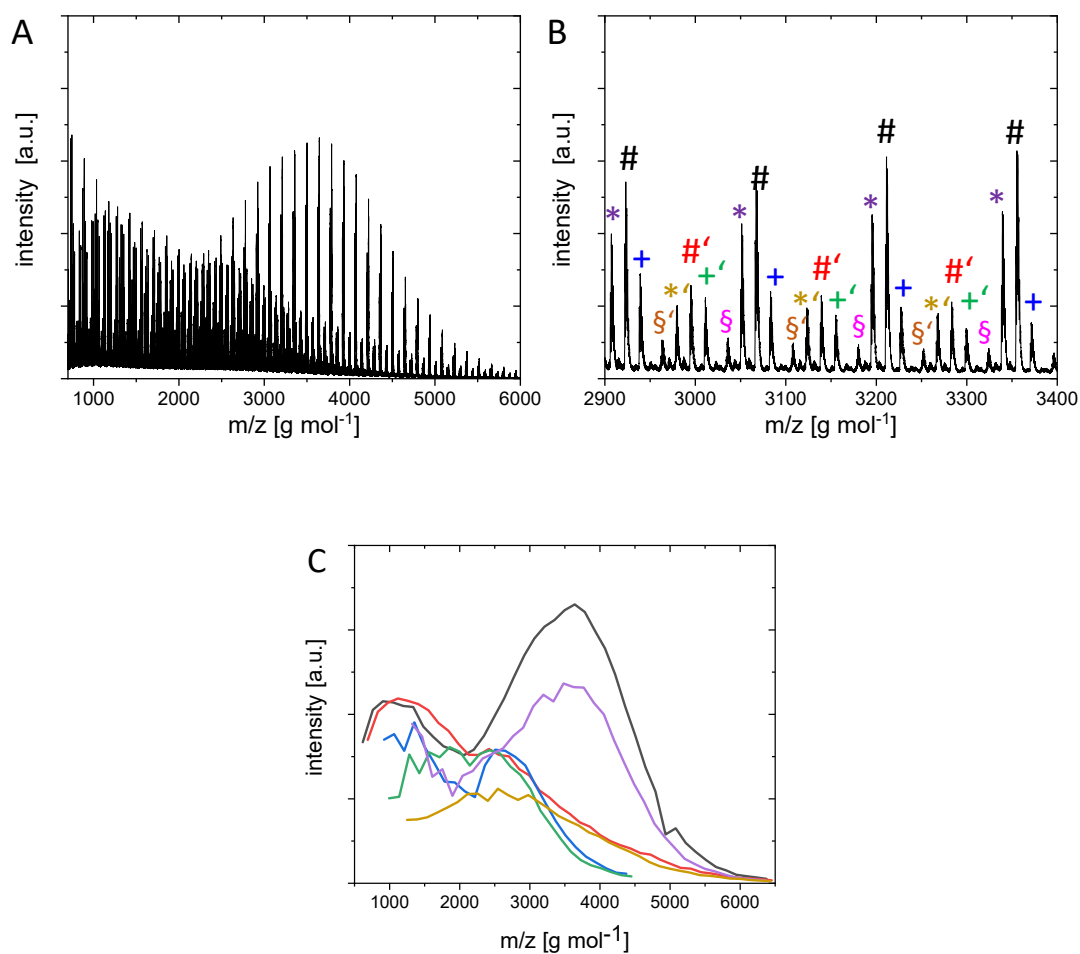 A
B
intensity [a.u.]
1000 2000 3000 4000 5000 6000
m/z [g mol⁻¹]
intensity [a.u.]
* # + §‘ *‘ #‘ +‘ § * # + §‘ *‘ #‘ +‘ § * # + §‘ *‘ #‘ +‘ § * # +
2900 3000 3100 3200 3300 3400
m/z [g mol⁻¹]
C
intensity [a.u.]
1000 2000 3000 4000 5000 6000
m/z [g mol⁻¹]